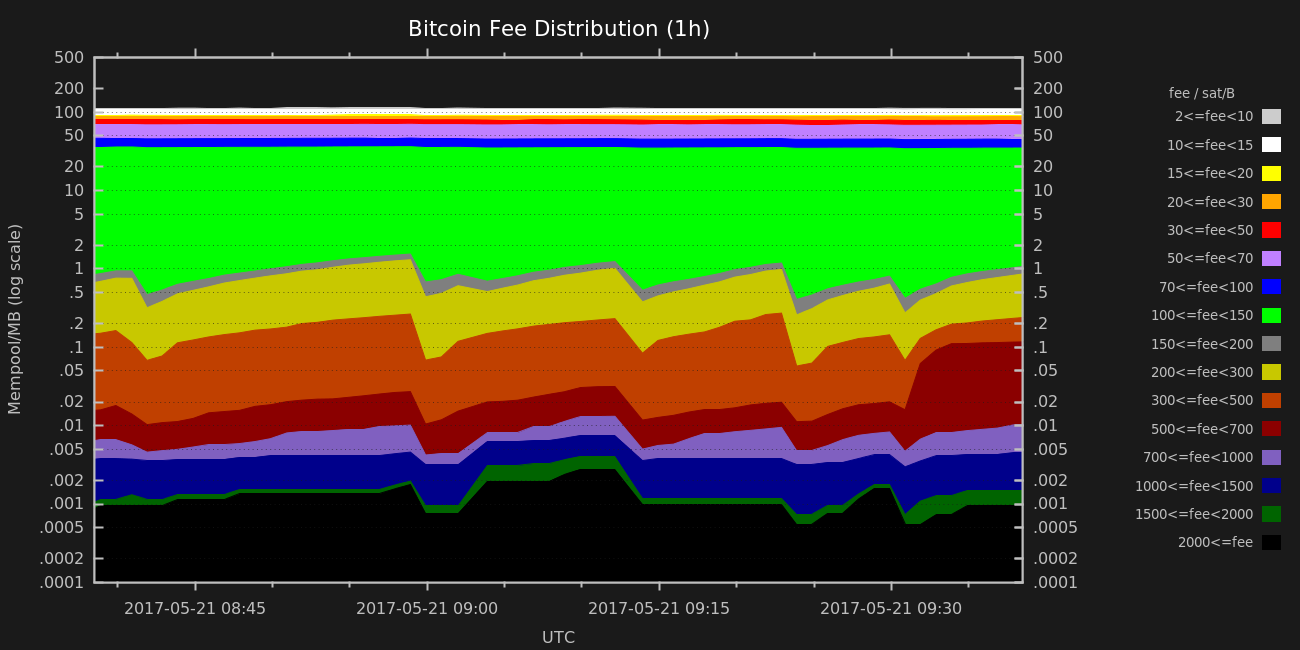 Bitcoin Fee Distribution (1h)
Mempool/MB (log scale)
500
200
100
50
20
10
5
2
1
.5
.2
.1
.05
.02
.01
.005
.002
.001
.0005
.0002
.0001
500
200
100
50
20
10
5
2
1
.5
.2
.1
.05
.02
.01
.005
.002
.001
.0005
.0002
.0001
2017-05-21 08:45
2017-05-21 09:00
2017-05-21 09:15
2017-05-21 09:30
UTC
fee / sat/B
2<=fee<10
10<=fee<15
15<=fee<20
20<=fee<30
30<=fee<50
50<=fee<70
70<=fee<100
100<=fee<150
150<=fee<200
200<=fee<300
300<=fee<500
500<=fee<700
700<=fee<1000
1000<=fee<1500
1500<=fee<2000
2000<=fee